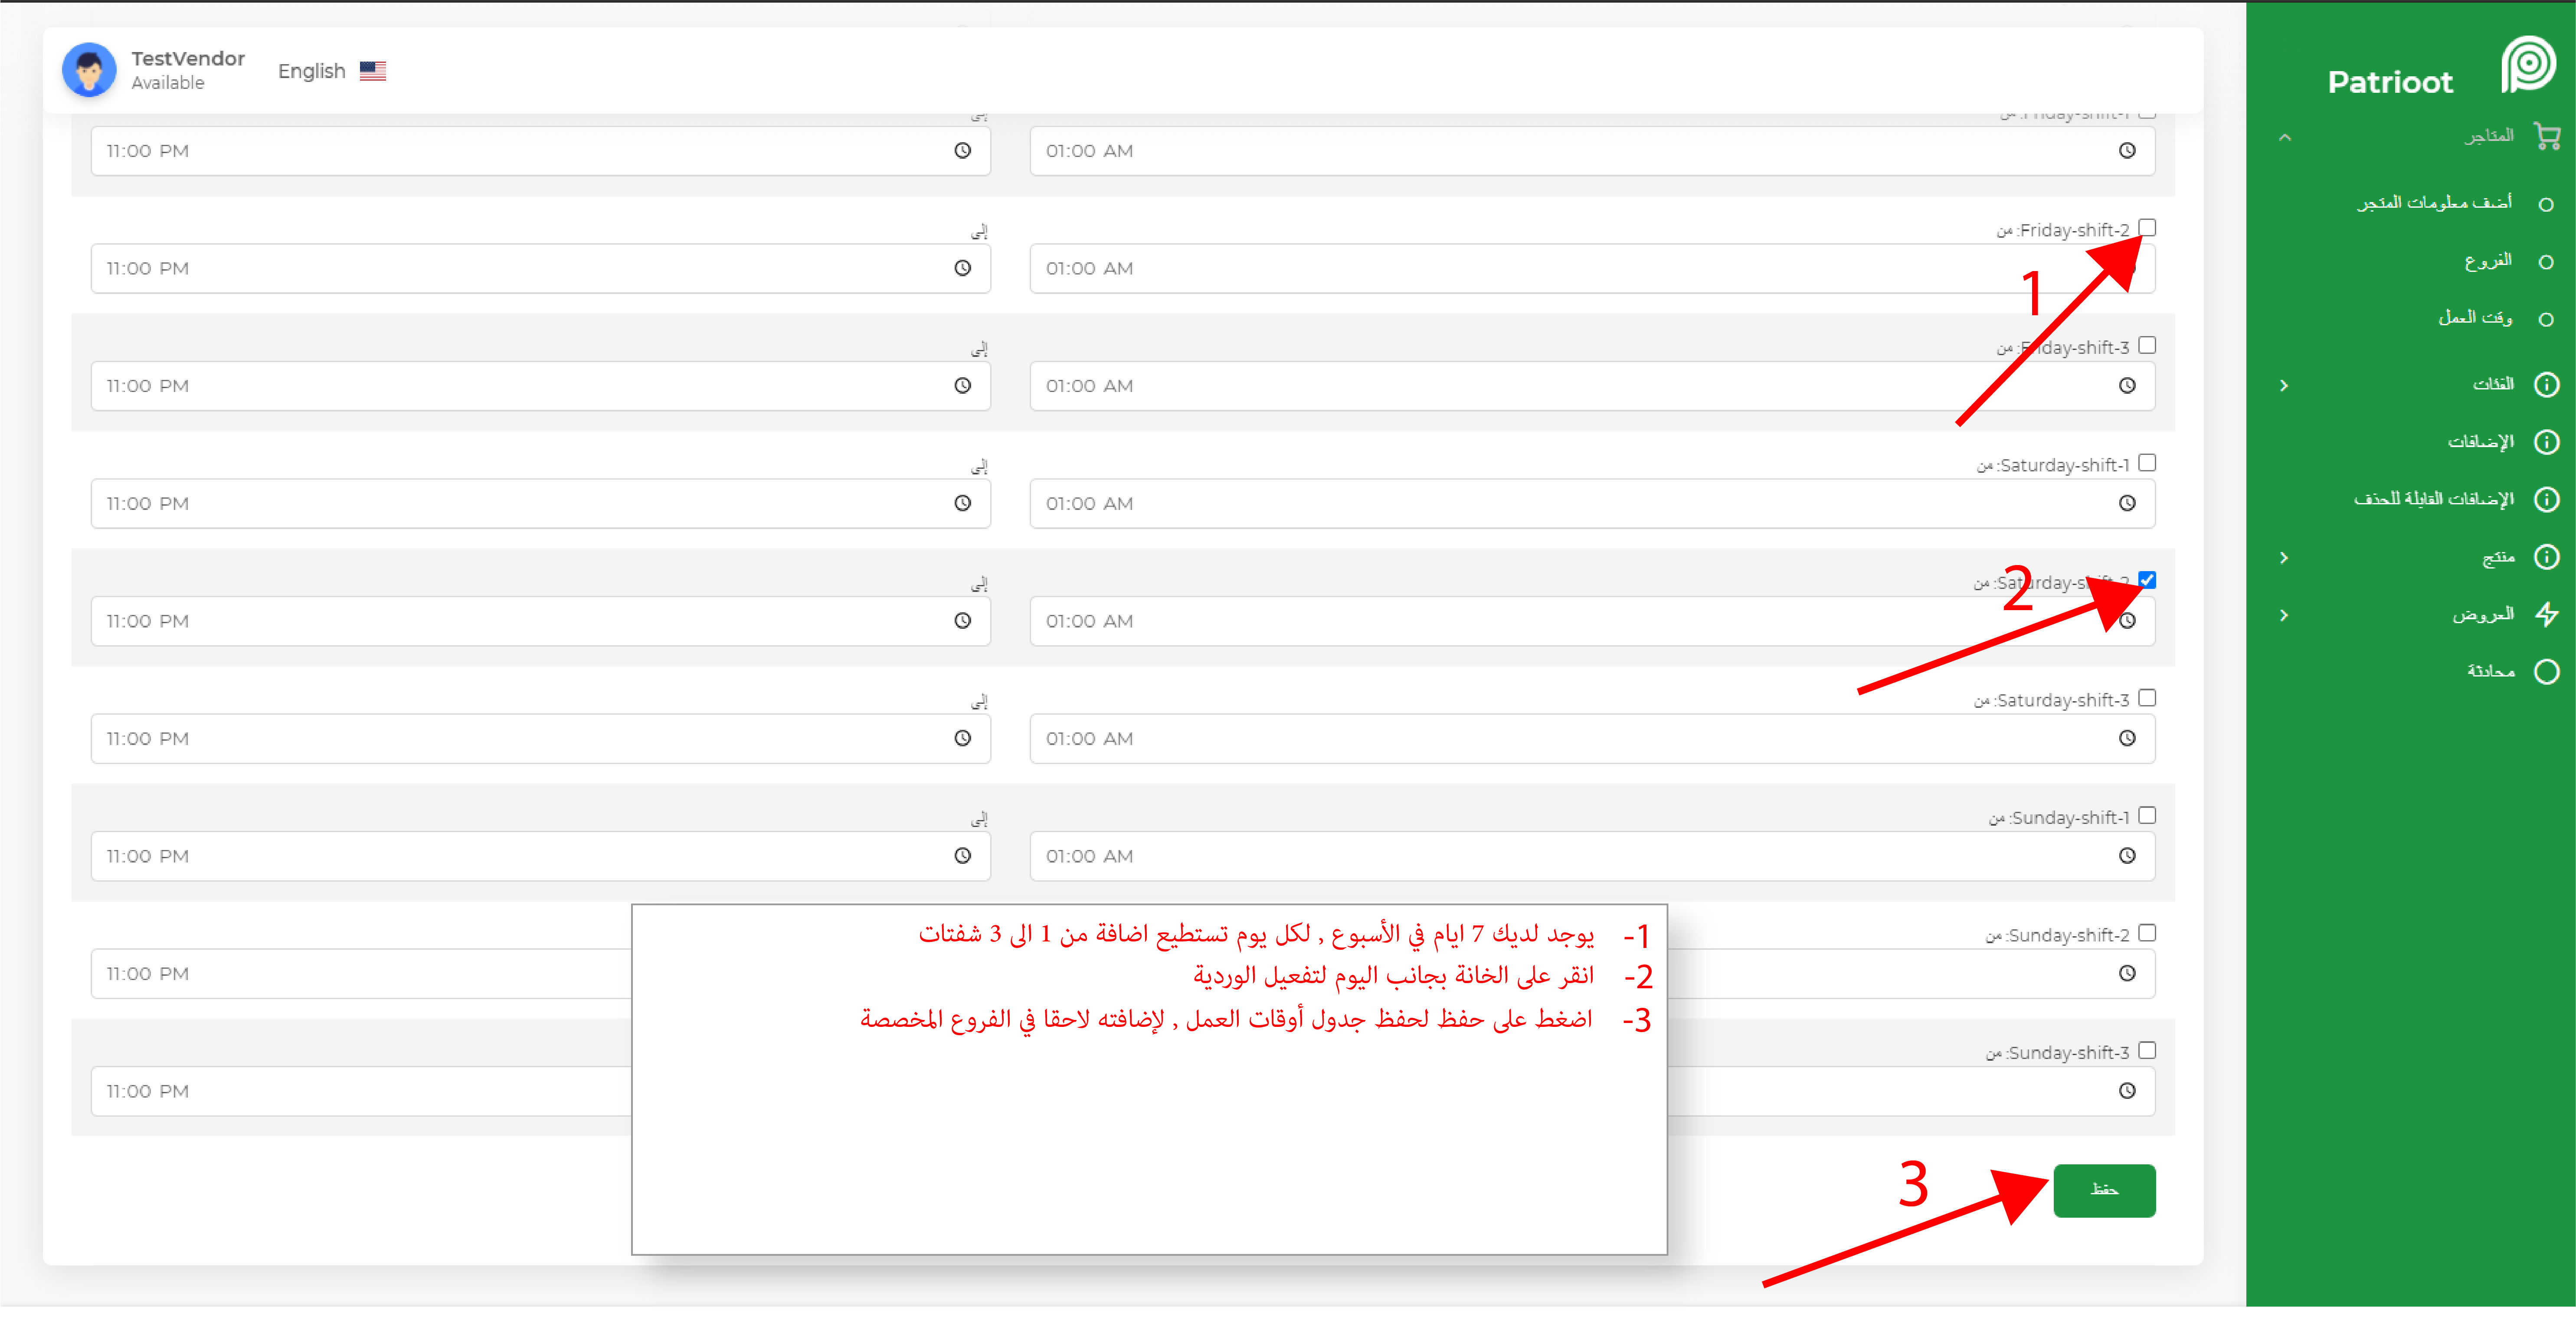 TestVendor
Available
English
Patrioot
المتاجر
أضف معلومات المتجر
الفروع
وقت العمل
الفئات
الإضافات
الإضافات القابلة للحذف
منتج
العروض
محادثة
Friday-shift-1: من
إلى
01:00 AM
11:00 PM
Friday-shift-2: من
إلى
01:00 AM
11:00 PM
1
Friday-shift-3: من
إلى
01:00 AM
11:00 PM
Saturday-shift-1: من
إلى
01:00 AM
11:00 PM
Saturday-shift-2: من
إلى
01:00 AM
11:00 PM
2
Saturday-shift-3: من
إلى
01:00 AM
11:00 PM
Sunday-shift-1: من
إلى
01:00 AM
11:00 PM
Sunday-shift-2: من
11:00 PM
Sunday-shift-3: من
11:00 PM
1- يوجد لديك 7 ايام في الأسبوع , لكل يوم تستطيع اضافة من 1 الى 3 شفتات
2- انقر على الخانة بجانب اليوم لتفعيل الوردية
3- اضغط على حفظ لحفظ جدول أوقات العمل , لإضافته لاحقا في الفروع المخصصة
3
حفظ